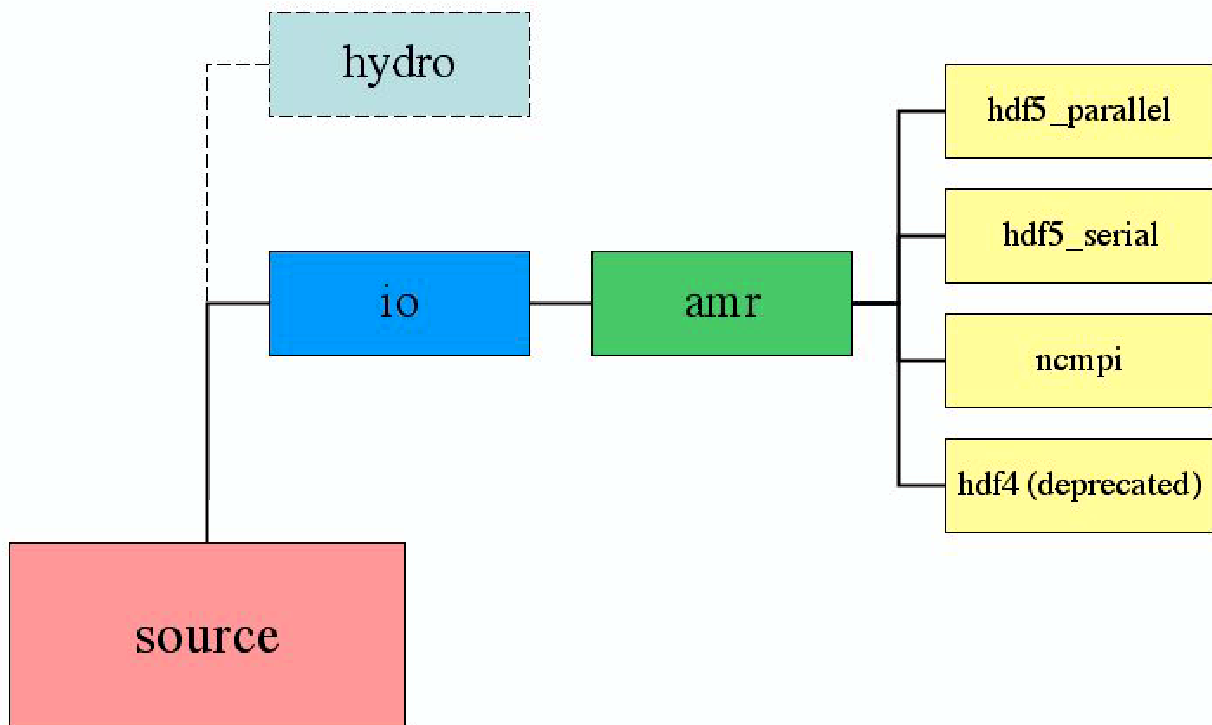 hydro
hdf5_parallel
hdf5_serial
io
amr
ncmpi
hdf4 (deprecated)
source